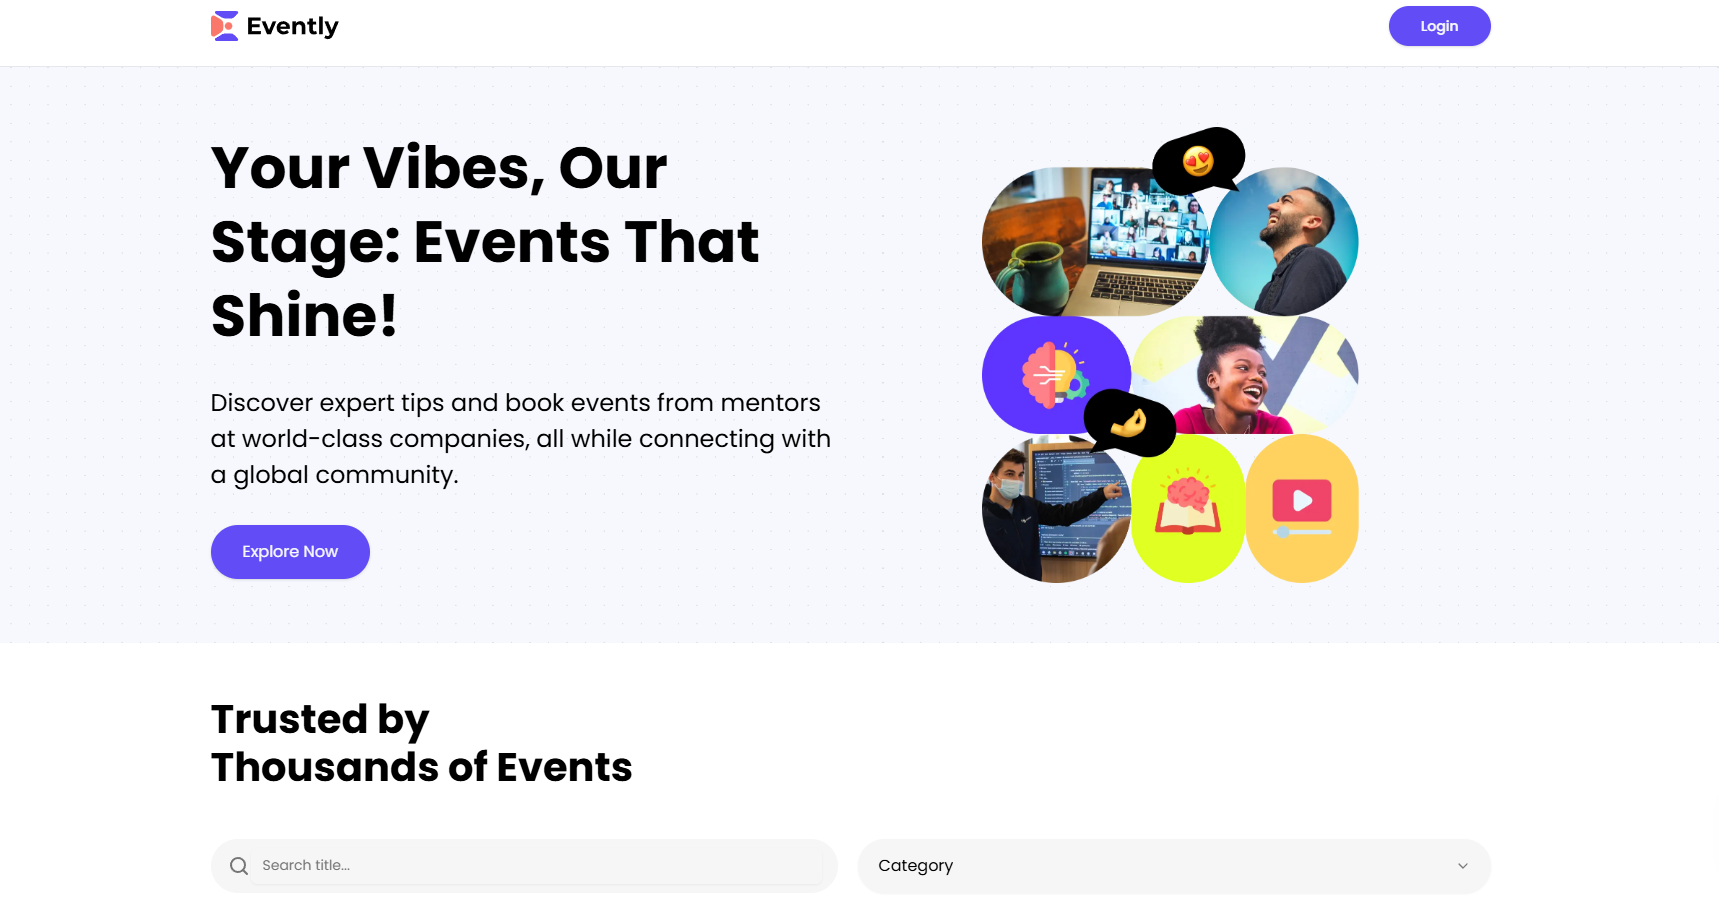 Evently
Login
Your Vibes, Our
Stage: Events That
Shine!
Discover expert tips and book events from mentors
at world-class companies, all while connecting with
a global community.
Explore Now
Trusted by
Thousands of Events
Search title...
Category